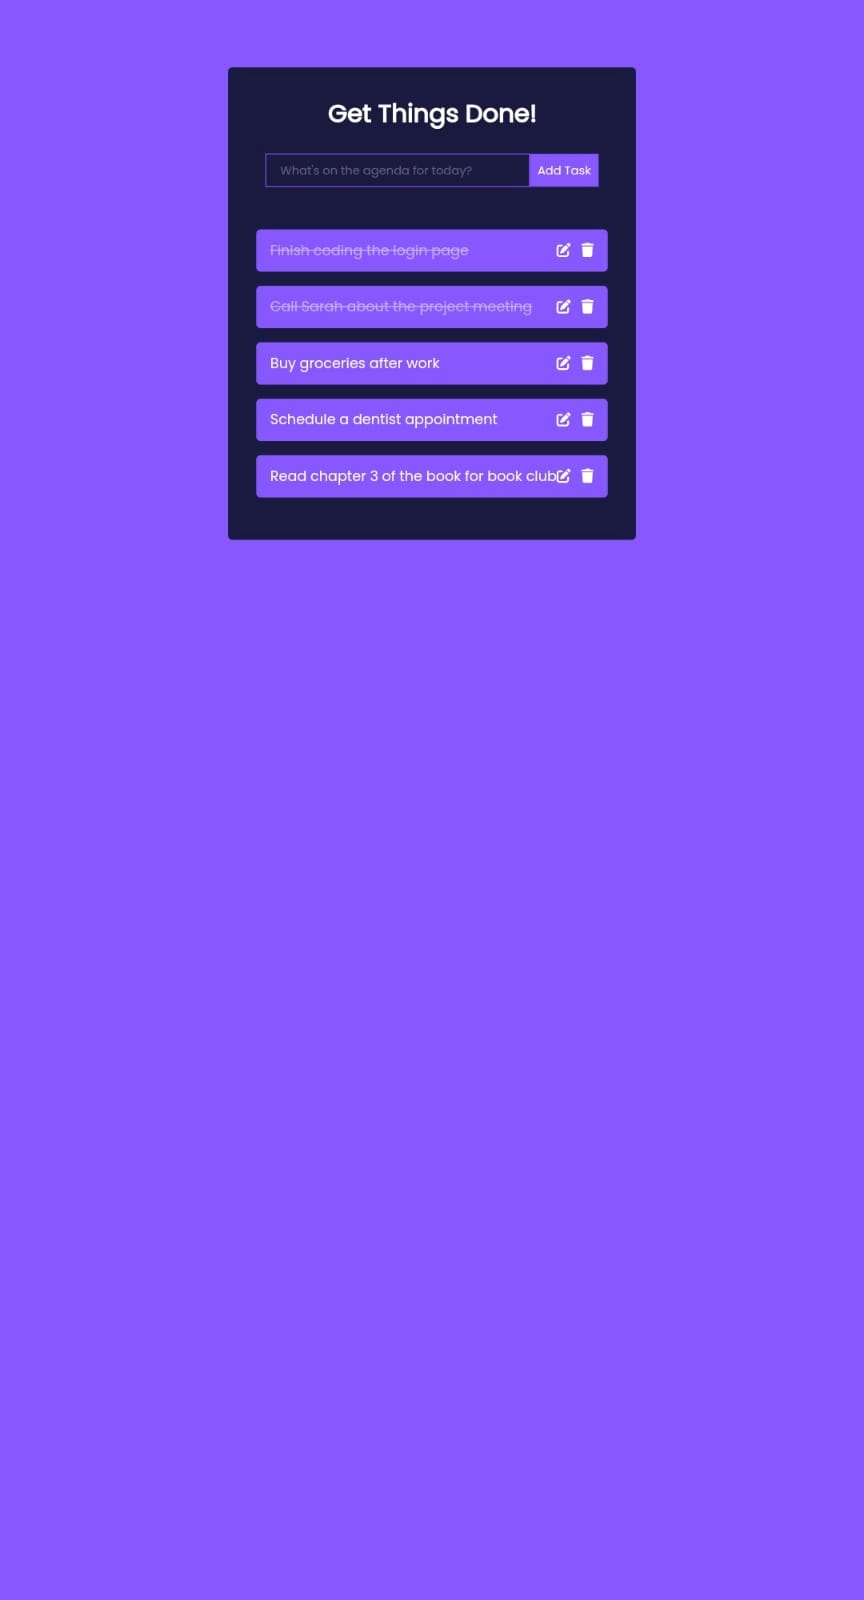 Get Things Done!
What's on the agenda for today?
Add Task
Finish coding the login page
Call Sarah about the project meeting
Buy groceries after work
Schedule a dentist appointment
Read chapter 3 of the book for book club